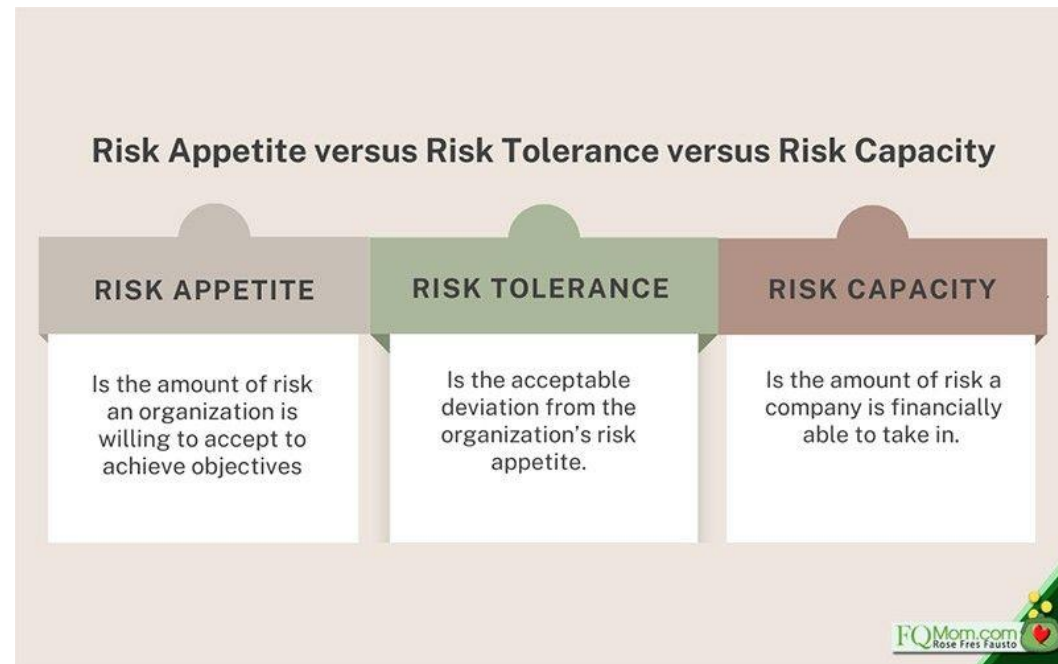 Risk Appetite versus Risk Tolerance versus Risk Capacity
RISK APPETITE
Is the amount of risk
an organization is
willing to accept to
achieve objectives
RISK TOLERANCE
Is the acceptable
deviation from the
organization’s risk
appetite.
RISK CAPACITY
Is the amount of risk a
company is financially
able to take in.
FQMom.com
Rose Fres Fausto